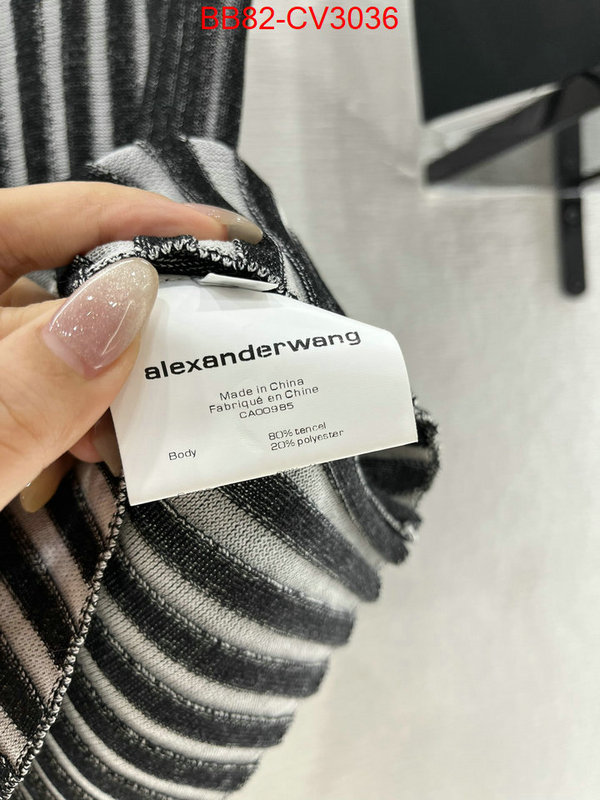 BB82-CV3036
alexanderwang
Made in China
Fabriqué en Chine
CA00985
Body
80% tencel
20% polyester